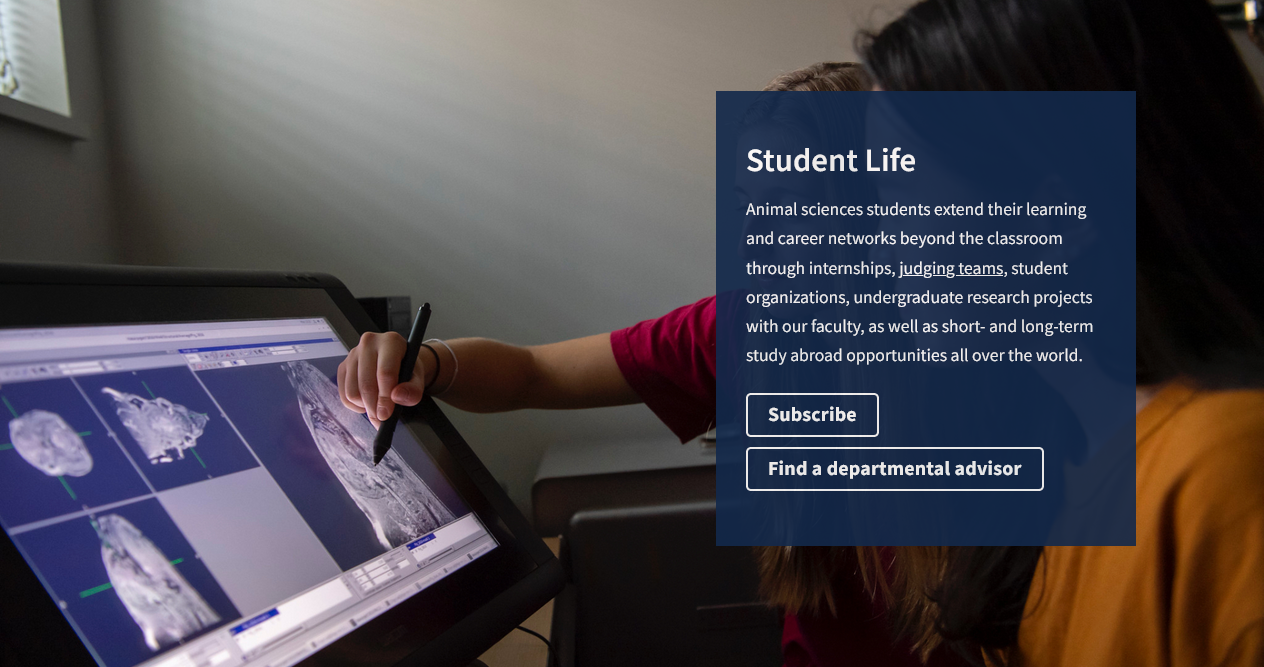 Student Life
Animal sciences students extend their learning
and career networks beyond the classroom
through internships, judging teams, student
organizations, undergraduate research projects
with our faculty, as well as short- and long-term
study abroad opportunities all over the world.
Subscribe
Find a departmental advisor